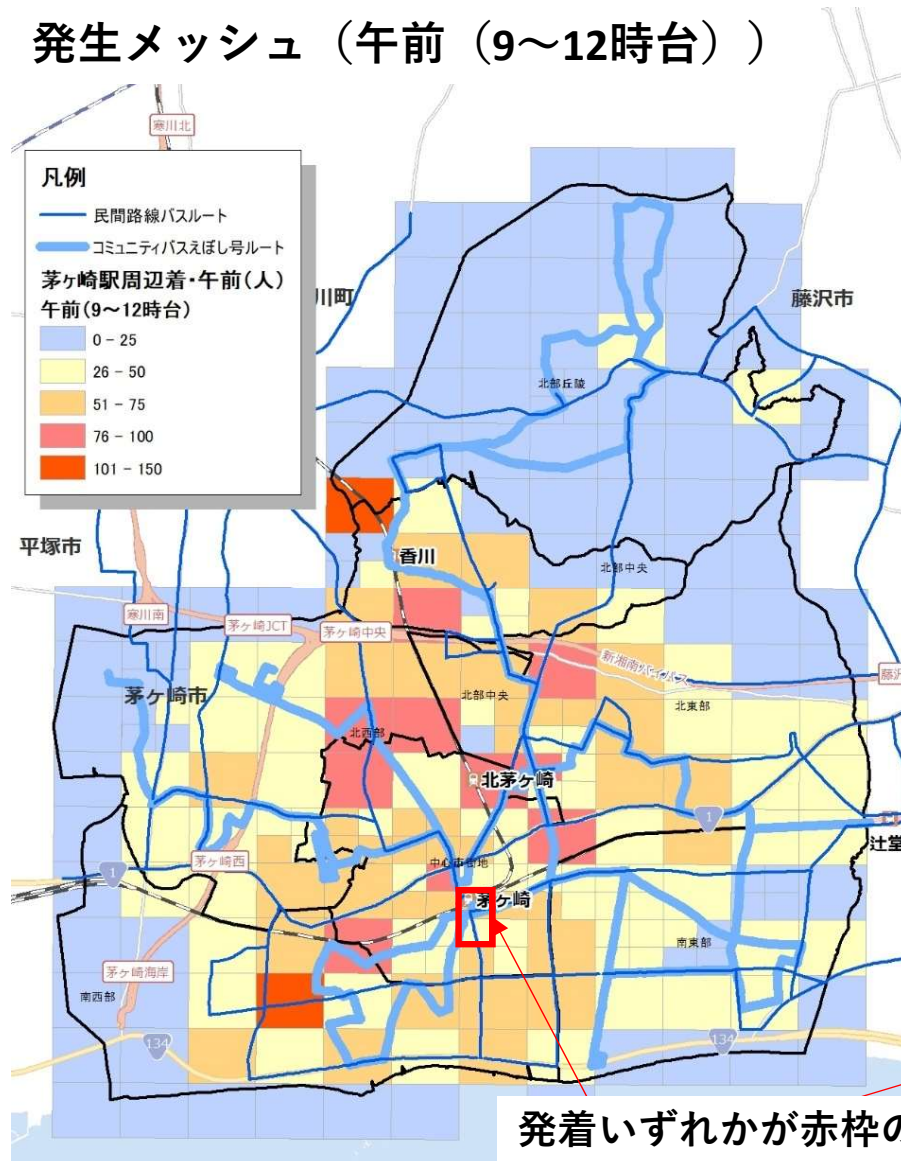 発生メッシュ（午前（9～12時台））
寒川北
凡例
民間路線バスルート
コミュニティバスえぼし号ルート
茅ヶ崎駅周辺着・午前(人)
午前(9～12時台)
0 - 25
26 - 50
51 - 75
76 - 100
101 - 150
川町
藤沢市
北部丘陵
平塚市
香川
北部中央
寒川南
茅ヶ崎JCT
茅ヶ崎中央
新湘南バイパス
藤沢
茅ヶ崎市
北部中央
北東部
北西部
北茅ヶ崎
1
辻堂
茅ヶ崎西
中心市街地
1
茅ヶ崎
南東部
茅ヶ崎海岸
南西部
134
134
発着いずれかが赤枠の